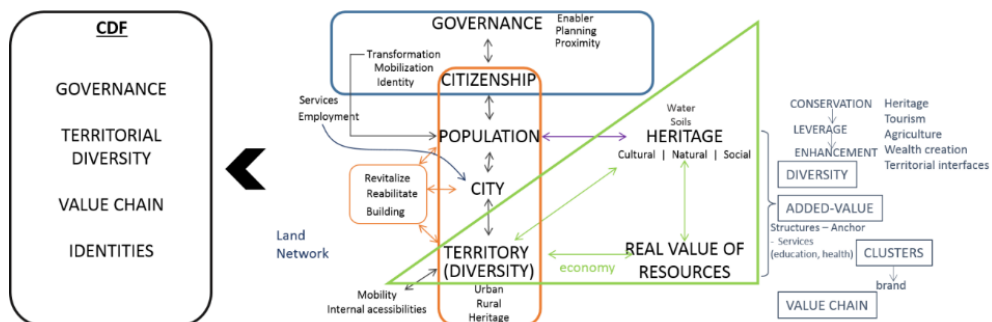 CDF
GOVERNANCE
TERRITORIAL
DIVERSITY
VALUE CHAIN
IDENTITIES
GOVERNANCE
Enabler
Planning
Proximity
Transformation
Mobilization
Identity
CITIZENSHIP
Services
Employment
POPULATION
Water
Soils
HERITAGE
Cultural | Natural | Social
Revitalize
Reabilitate
Building
CITY
Land
Network
TERRITORY
(DIVERSITY)
Urban
Rural
Heritage
economy
REAL VALUE OF
RESOURCES
Mobility
Internal acessibilities
CONSERVATION
LEVERAGE
ENHANCEMENT
Heritage
Tourism
Agriculture
Wealth creation
Territorial interfaces
DIVERSITY
ADDED-VALUE
Structures – Anchor
- Services
(education, health)
CLUSTERS
brand
VALUE CHAIN